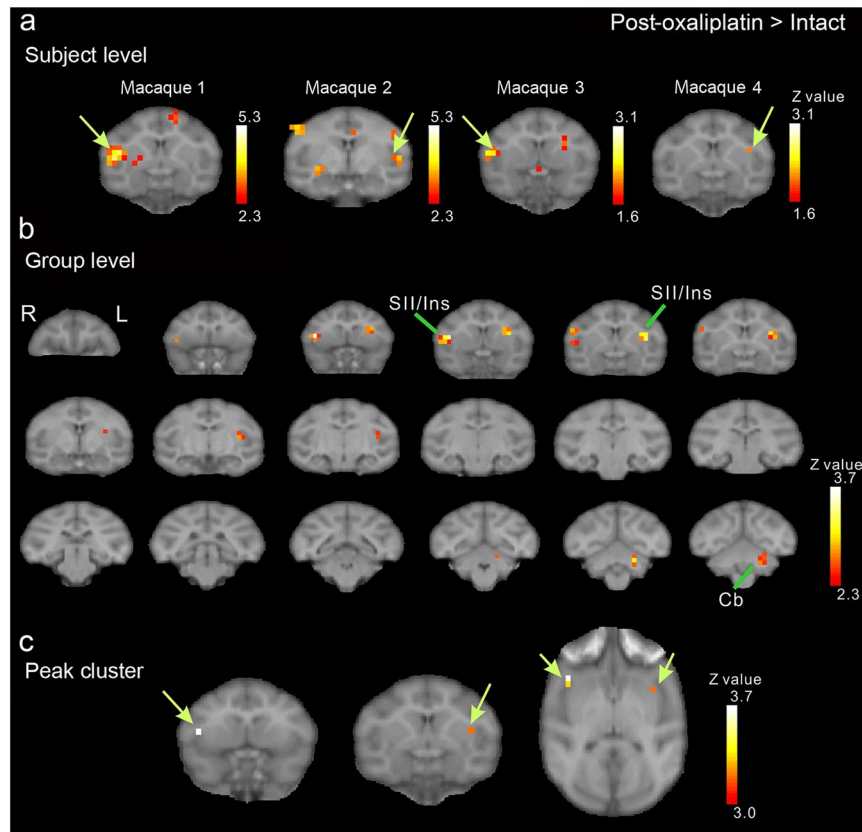 a
Post-oxaliplatin > Intact
Subject level
Macaque 1
Macaque 2
Macaque 3
Macaque 4
Z value
5.3
5.3
3.1
3.1
2.3
2.3
1.6
1.6
b
Group level
R
L
SII/Ins
SII/Ins
Z value
3.7
2.3
Cb
c
Peak cluster
Z value
3.7
3.0